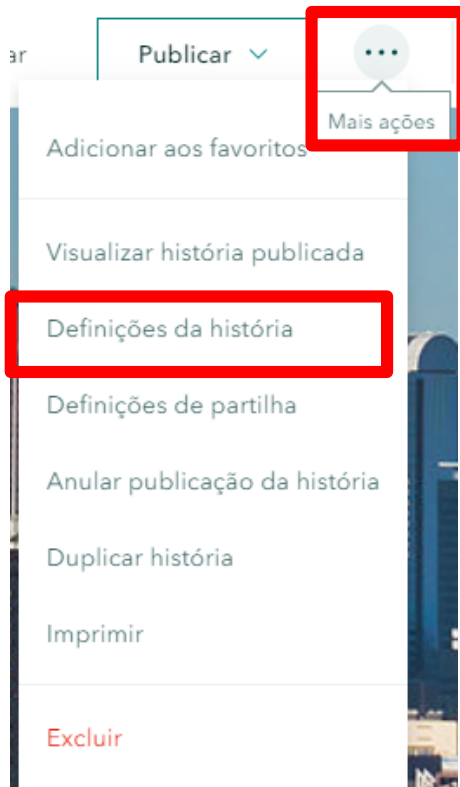 ar
Publicar
Mais ações
Adicionar aos favoritos
Visualizar história publicada
Definições da história
Definições de partilha
Anular publicação da história
Duplicar história
Imprimir
Excluir